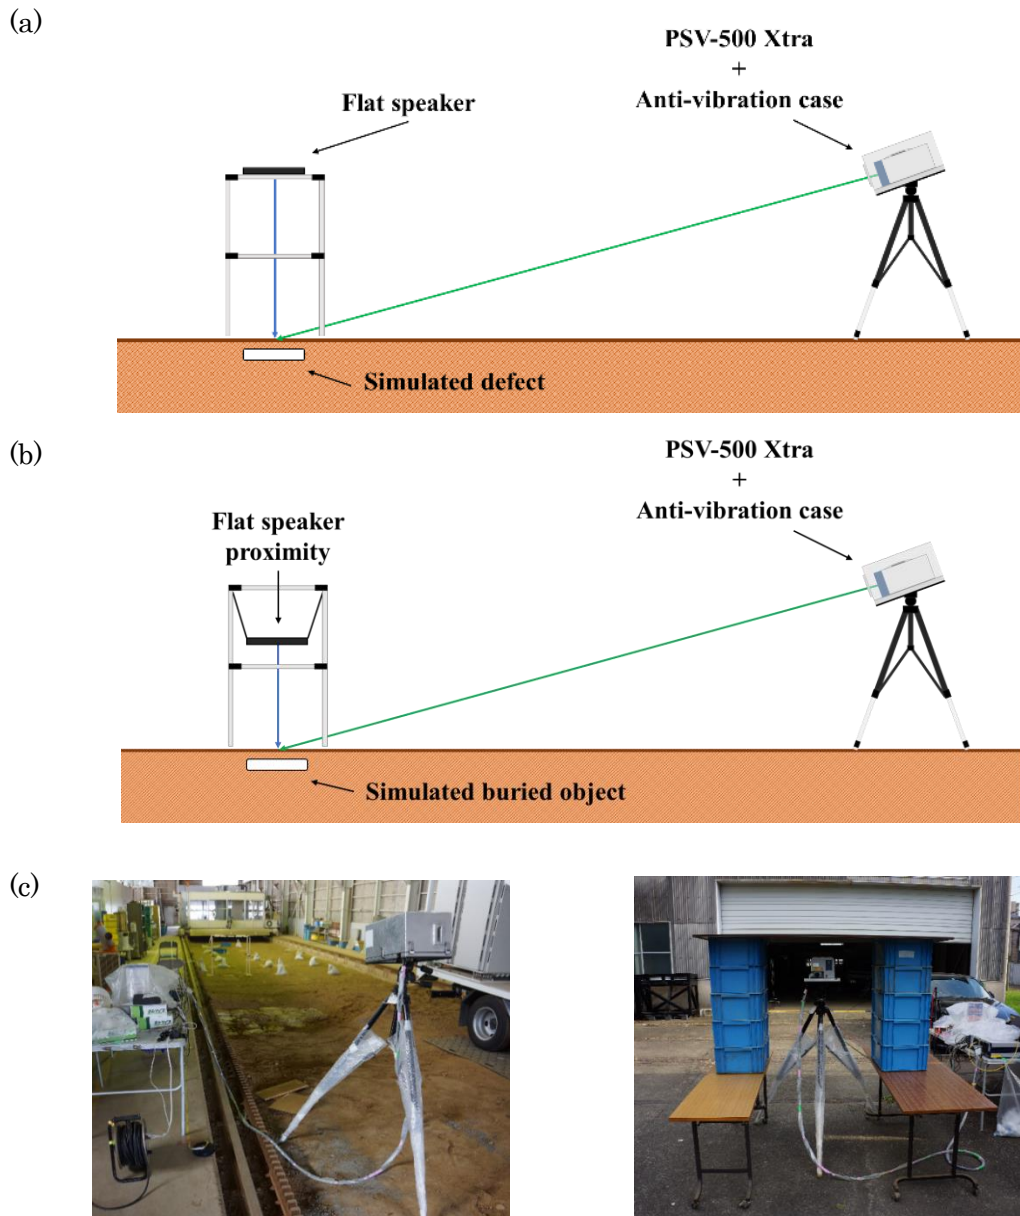 (a)
PSV-500 Xtra
+
Anti-vibration case
Flat speaker
Simulated defect
(b)
PSV-500 Xtra
+
Anti-vibration case
Flat speaker
proximity
Simulated buried object
(c)